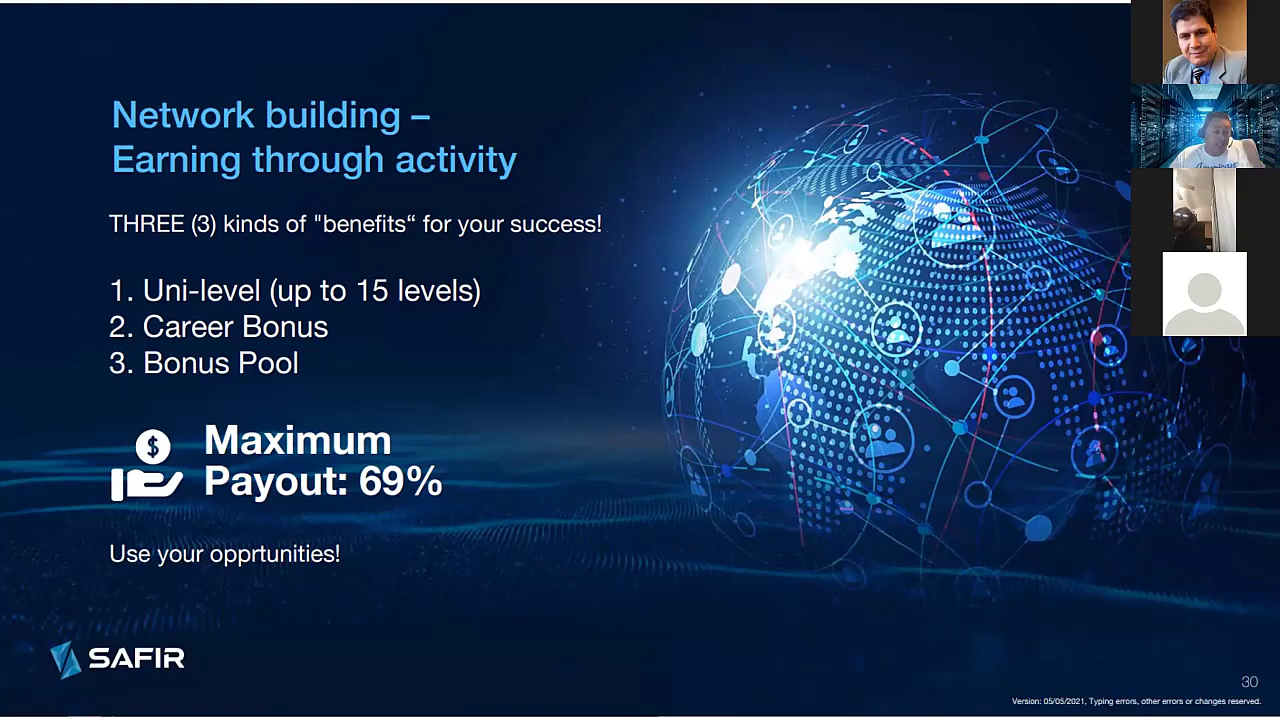 Network building –
Earning through activity
THREE (3) kinds of "benefits“ for your success!
1. Uni-level (up to 15 levels)
2. Career Bonus
3. Bonus Pool
$
Maximum
Payout: 69%
Use your opprtunities!
SAFIR
30
Version: 05/05/2021, Typing errors, other errors or changes reserved.